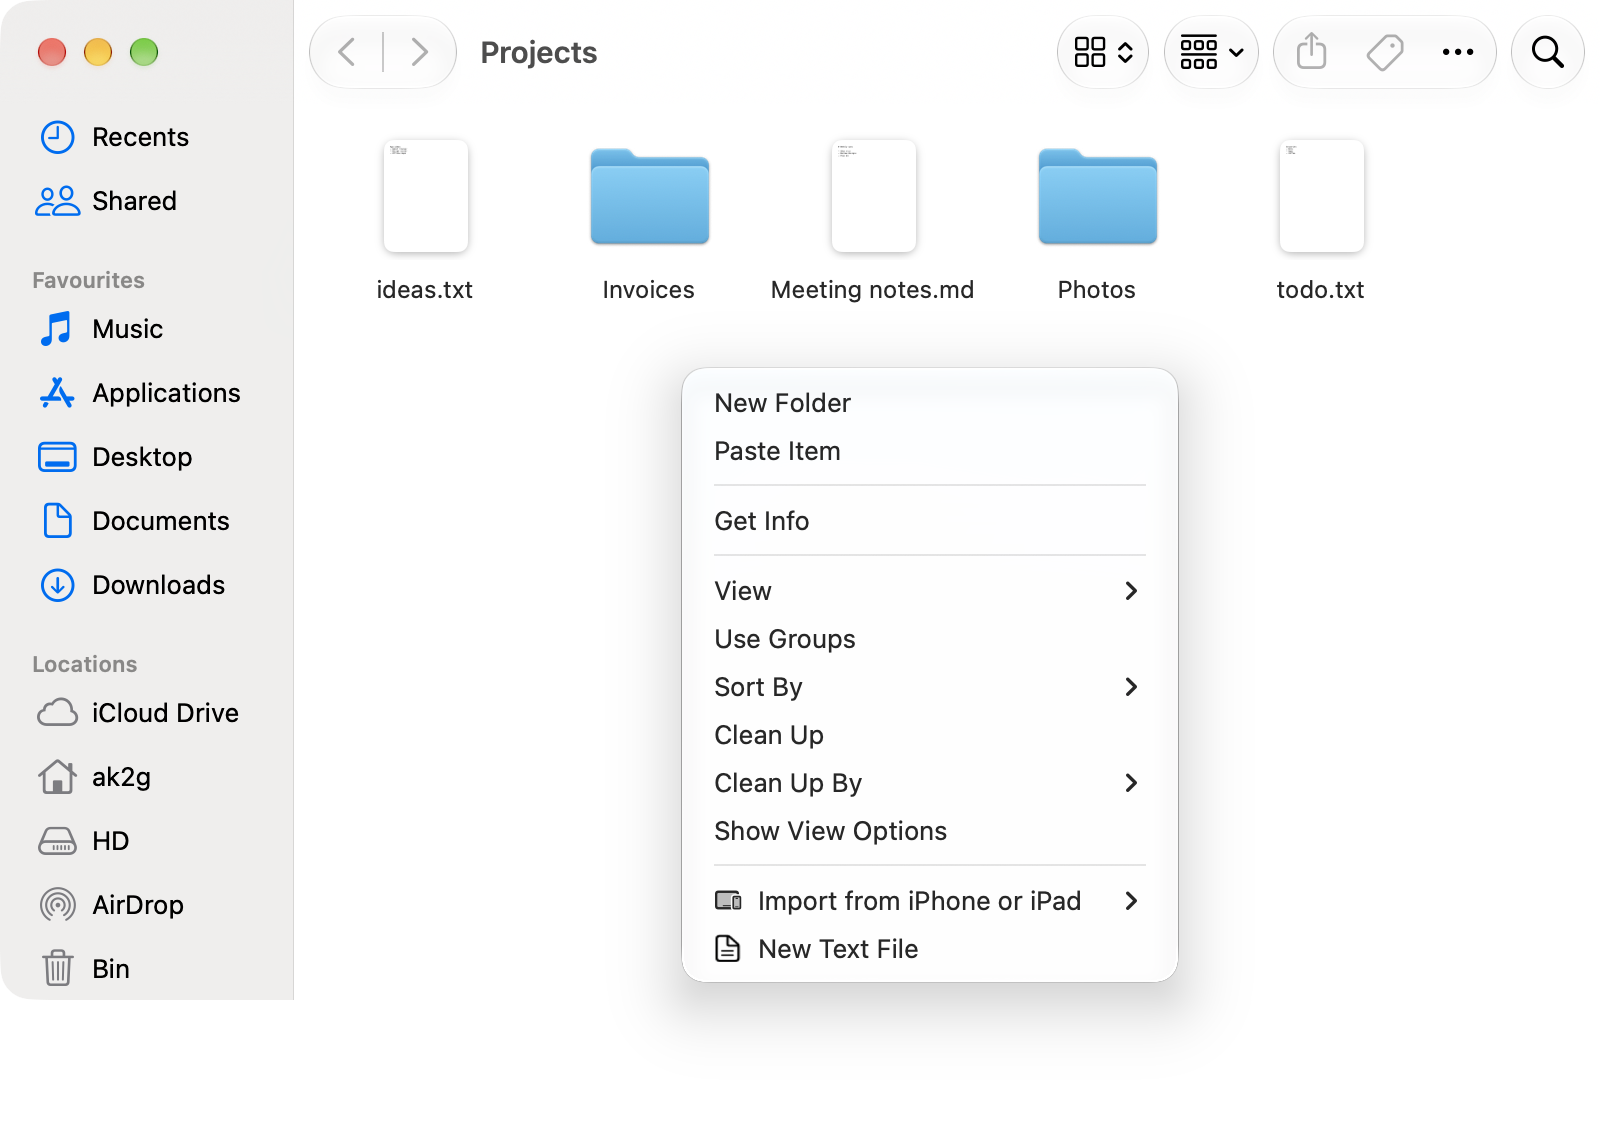 Projects
Recents
Shared
Favourites
Music
Applications
Desktop
Documents
Downloads
Locations
iCloud Drive
ak2g
HD
AirDrop
Bin
ideas.txt
Invoices
Meeting notes.md
Photos
todo.txt
New Folder
Paste Item
Get Info
View
Use Groups
Sort By
Clean Up
Clean Up By
Show View Options
Import from iPhone or iPad
New Text File